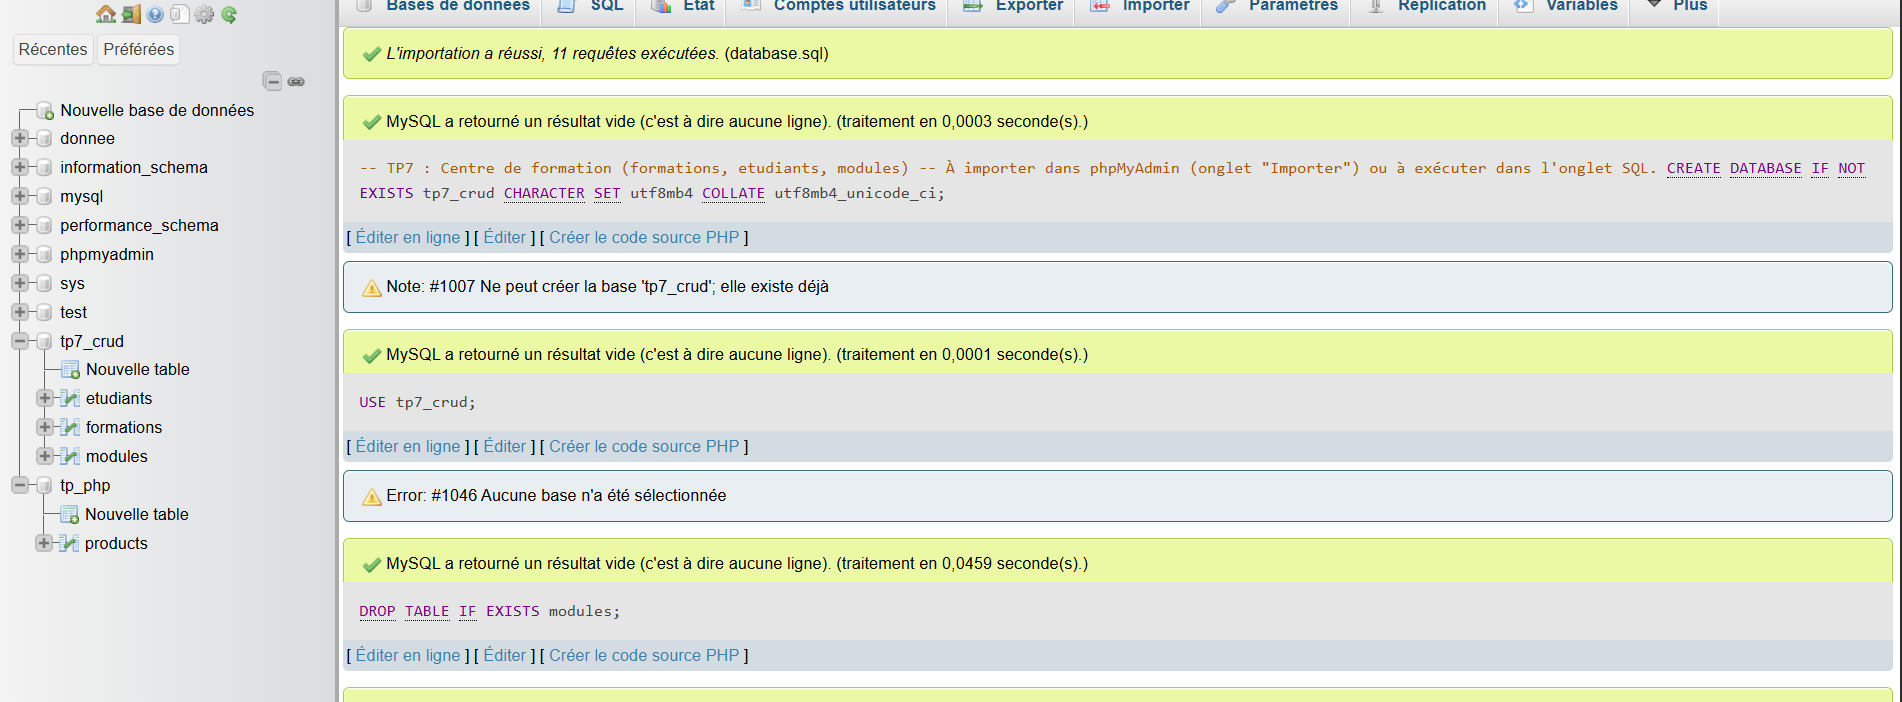 Bases de données SQL État Comptes utilisateurs Exporter Importer Paramètres Réplication Variables Plus
Récentes Préférées
Nouvelle base de données
donnee
information_schema
mysql
performance_schema
phpmyadmin
sys
test
tp7_crud
Nouvelle table
etudiants
formations
modules
tp_php
Nouvelle table
products
L'importation a réussi, 11 requêtes exécutées. (database.sql)
MySQL a retourné un résultat vide (c'est à dire aucune ligne). (traitement en 0,0003 seconde(s).)
-- TP7 : Centre de formation (formations, etudiants, modules) -- À importer dans phpMyAdmin (onglet "Importer") ou à exécuter dans l'onglet SQL. CREATE DATABASE IF NOT
EXISTS tp7_crud CHARACTER SET utf8mb4 COLLATE utf8mb4_unicode_ci;
[ Éditer en ligne ] [ Éditer ] [ Créer le code source PHP ]
Note: #1007 Ne peut créer la base 'tp7_crud'; elle existe déjà
MySQL a retourné un résultat vide (c'est à dire aucune ligne). (traitement en 0,0001 seconde(s).)
USE tp7_crud;
[ Éditer en ligne ] [ Éditer ] [ Créer le code source PHP ]
Error: #1046 Aucune base n'a été sélectionnée
MySQL a retourné un résultat vide (c'est à dire aucune ligne). (traitement en 0,0459 seconde(s).)
DROP TABLE IF EXISTS modules;
[ Éditer en ligne ] [ Éditer ] [ Créer le code source PHP ]